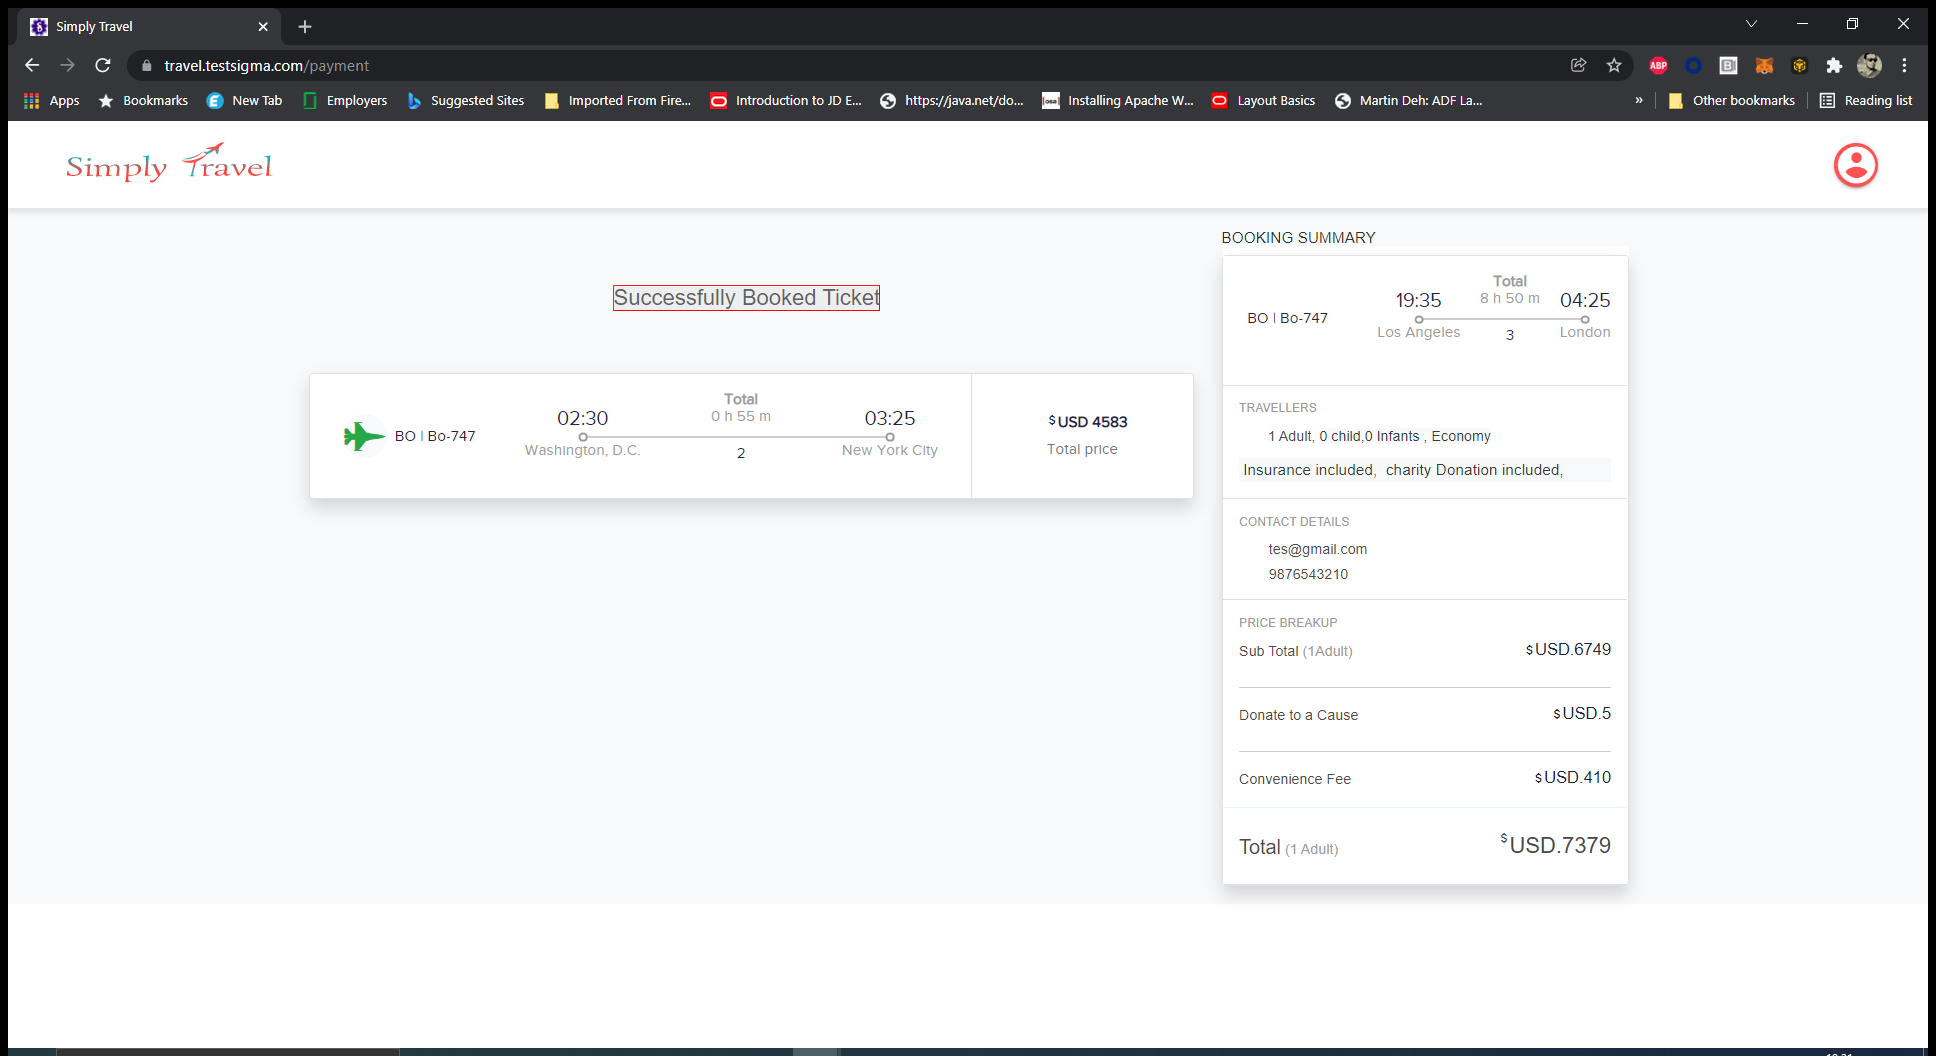 Simply Travel
travel.testsigma.com/payment
ABP
Apps
Bookmarks
New Tab
Employers
Suggested Sites
Imported From Fire...
Introduction to JD E...
https://java.net/do...
Installing Apache W...
Layout Basics
Martin Deh: ADF La...
»
Other bookmarks
Reading list
Simply Travel
Successfully Booked Ticket
BO | Bo-747
02:30
Washington, D.C.
Total
0 h 55 m
2
03:25
New York City
$USD 4583
Total price
BOOKING SUMMARY
BO | Bo-747
19:35
Los Angeles
Total
8 h 50 m
3
04:25
London
TRAVELLERS
1 Adult, 0 child,0 Infants , Economy
Insurance included, charity Donation included,
CONTACT DETAILS
tes@gmail.com
9876543210
PRICE BREAKUP
Sub Total (1Adult) $USD.6749
Donate to a Cause $USD.5
Convenience Fee $USD.410
Total (1 Adult) $USD.7379